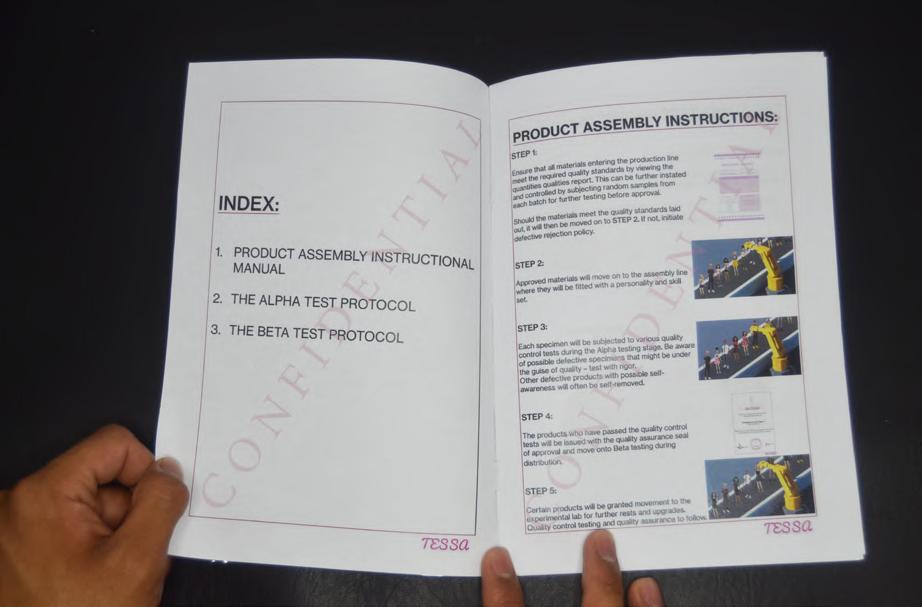 INDEX:
1. PRODUCT ASSEMBLY INSTRUCTIONAL
MANUAL
2. THE ALPHA TEST PROTOCOL
3. THE BETA TEST PROTOCOL
CONFIDENTIAL
TESSA
PRODUCT ASSEMBLY INSTRUCTIONS:
STEP 1:
Ensure that all materials entering the production line
meet the required quality standards by viewing the
quantities qualities report. This can be further instated
and controlled by subjecting random samples from
each batch for further testing before approval.
Should the materials meet the quality standards laid
out, it will then be moved on to STEP 2. If not, initiate
defective rejection policy.
STEP 2:
Approved materials will move on to the assembly line
where they will be fitted with a personality and skill
set.
STEP 3:
Each specimen will be subjected to various quality
control tests during the Alpha testing stage. Be aware
of possible defective specimens that might be under
the guise of quality – test with rigor.
Other defective products with possible self-
awareness will often be self-removed.
STEP 4:
The products who have passed the quality control
tests will be issued with the quality assurance seal
of approval and move onto Beta testing during
distribution.
STEP 5:
Certain products will be granted movement to the
experimental lab for further rests and upgrades.
Quality control testing and quality assurance to follow.
CONFIDENTIAL
TESSA